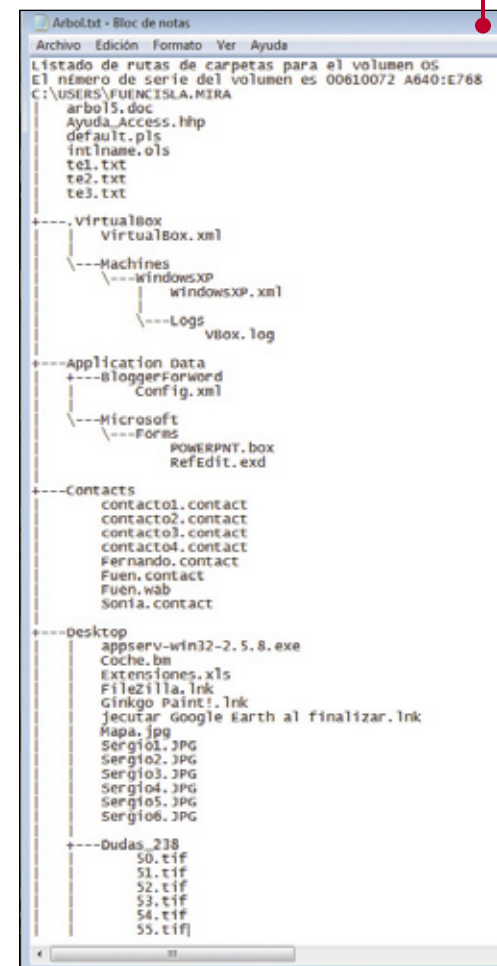 Arbol.txt - Bloc de notas
Archivo Edición Formato Ver Ayuda
Listado de rutas de carpetas para el volumen OS
El número de serie del volumen es 00610072 A640:E768
C:\USERS\FUENCISLA.MIRA
|    arbol5.doc
|    Ayuda_Access.hhp
|    default.pls
|    intlname.ols
|    te1.txt
|    te2.txt
|    te3.txt
|
+---.VirtualBox
|   |   VirtualBox.xml
|   |
|   \---Machines
|       \---WindowsXP
|           |   WindowsXP.xml
|           |
|           \---Logs
|                   VBox.log
|
+---Application Data
|   +---BloggerForWord
|   |       Config.xml
|   |
|   \---Microsoft
|       \---Forms
|               POWERPNT.box
|               RefEdit.exd
|
+---Contacts
|       contacto1.contact
|       contacto2.contact
|       contacto3.contact
|       contacto4.contact
|       Fernando.contact
|       Fuen.contact
|       Fuen.wab
|       Sonia.contact
|
+---Desktop
|   |   appserv-win32-2.5.8.exe
|   |   Coche.bm
|   |   Extensiones.xls
|   |   FileZilla.lnk
|   |   Ginkgo Paint!.lnk
|   |   jecutar Google Earth al finalizar.lnk
|   |   Mapa.jpg
|   |   Sergio1.JPG
|   |   Sergio2.JPG
|   |   Sergio3.JPG
|   |   Sergio4.JPG
|   |   Sergio5.JPG
|   |   Sergio6.JPG
|   |
|   +---Dudas_238
|   |       50.tif
|   |       51.tif
|   |       52.tif
|   |       53.tif
|   |       54.tif
|   |       55.tif